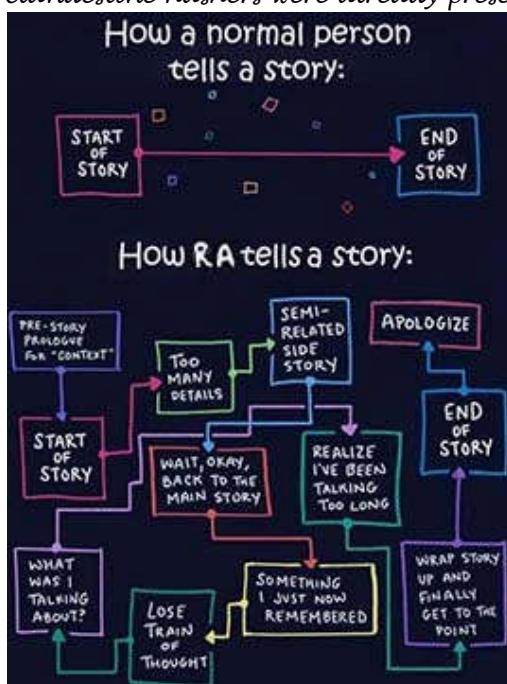 How a normal person
tells a story:
START
OF
STORY
END
OF
STORY
How RA tells a story:
PRE-STORY
PROLOGUE
FOR "CONTEXT"
START
OF
STORY
TOO
MANY
DETAILS
SEMI-
RELATED
SIDE
STORY
WAIT, OKAY,
BACK TO THE
MAIN STORY
SOMETHING
I JUST NOW
REMEMBERED
LOSE
TRAIN
OF
THOUGHT
WHAT
WAS I
TALKING
ABOUT?
REALIZE
I'VE BEEN
TALKING
TOO LONG
WRAP STORY
UP AND
FINALLY
GET TO THE
POINT
END
OF
STORY
APOLOGIZE